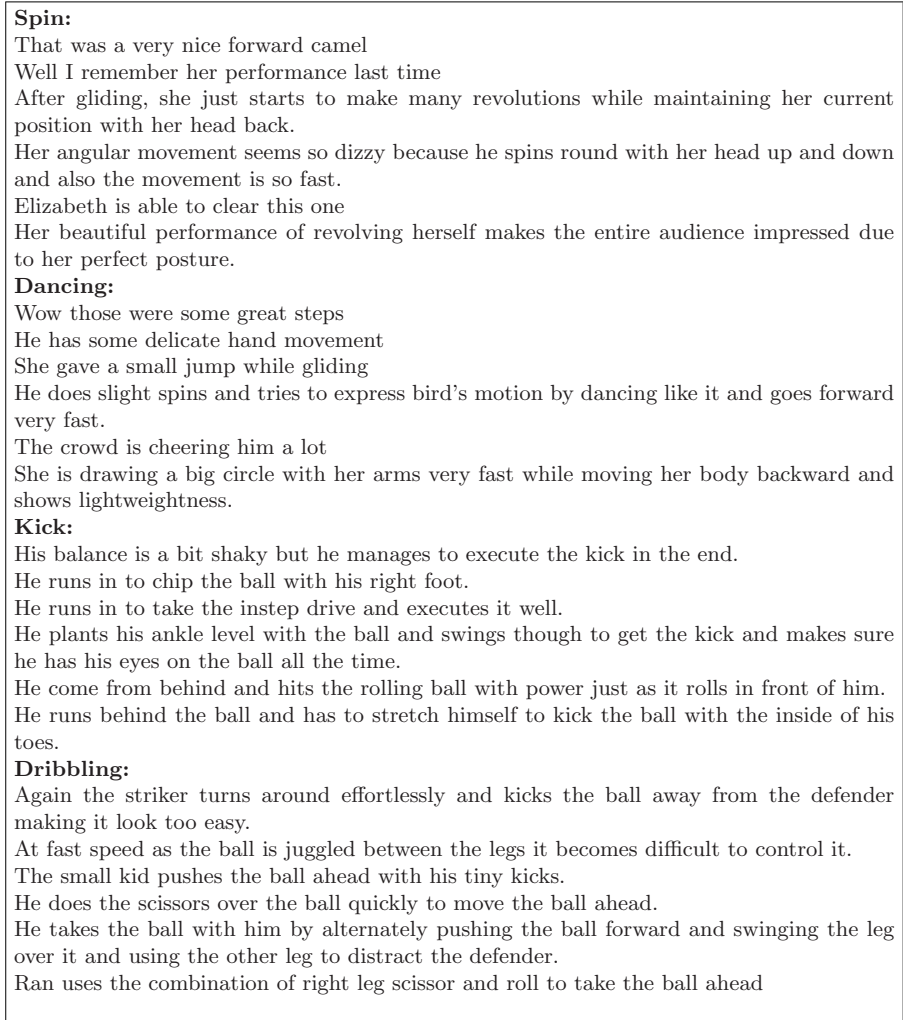 Spin:
That was a very nice forward camel
Well I remember her performance last time
After gliding, she just starts to make many revolutions while maintaining her current
position with her head back.
Her angular movement seems so dizzy because he spins round with her head up and down
and also the movement is so fast.
Elizabeth is able to clear this one
Her beautiful performance of revolving herself makes the entire audience impressed due
to her perfect posture.
Dancing:
Wow those were some great steps
He has some delicate hand movement
She gave a small jump while gliding
He does slight spins and tries to express bird's motion by dancing like it and goes forward
very fast.
The crowd is cheering him a lot
She is drawing a big circle with her arms very fast while moving her body backward and
shows lightweightness.
Kick:
His balance is a bit shaky but he manages to execute the kick in the end.
He runs in to chip the ball with his right foot.
He runs in to take the instep drive and executes it well.
He plants his ankle level with the ball and swings though to get the kick and makes sure
he has his eyes on the ball all the time.
He come from behind and hits the rolling ball with power just as it rolls in front of him.
He runs behind the ball and has to stretch himself to kick the ball with the inside of his
toes.
Dribbling:
Again the striker turns around effortlessly and kicks the ball away from the defender
making it look too easy.
At fast speed as the ball is juggled between the legs it becomes difficult to control it.
The small kid pushes the ball ahead with his tiny kicks.
He does the scissors over the ball quickly to move the ball ahead.
He takes the ball with him by alternately pushing the ball forward and swinging the leg
over it and using the other leg to distract the defender.
Ran uses the combination of right leg scissor and roll to take the ball ahead